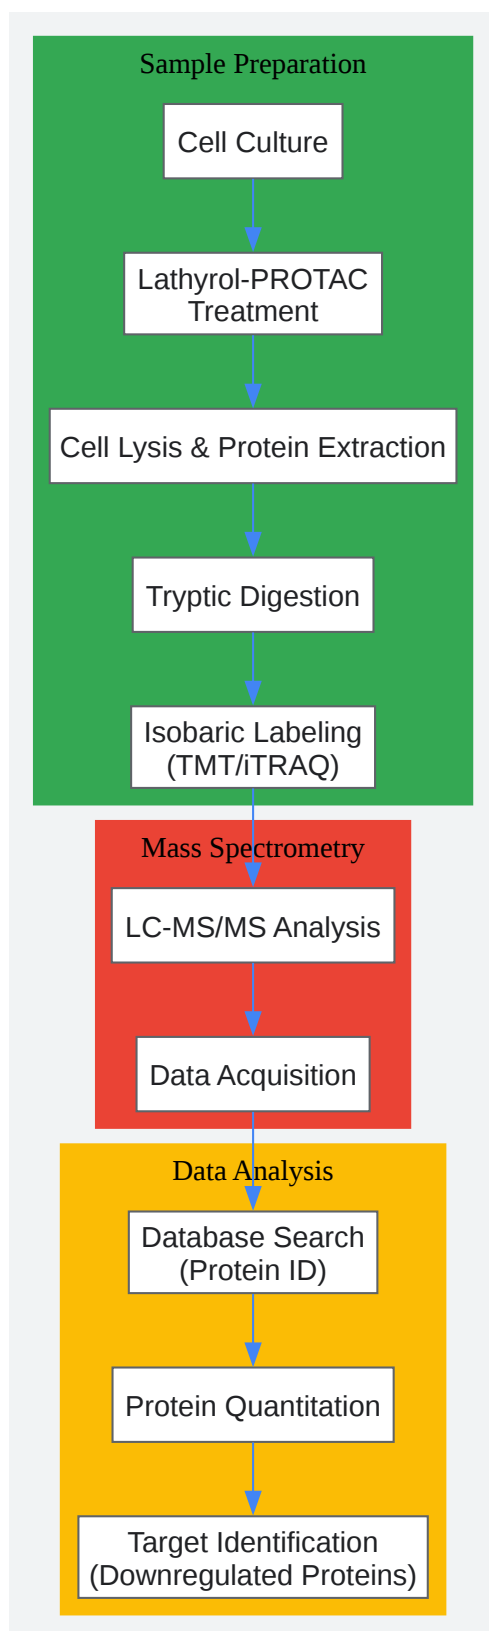 Sample Preparation
Cell Culture
Lathyrol-PROTAC
Treatment
Cell Lysis & Protein Extraction
Tryptic Digestion
Isobaric Labeling
(TMT/iTRAQ)
Mass Spectrometry
LC-MS/MS Analysis
Data Acquisition
Data Analysis
Database Search
(Protein ID)
Protein Quantitation
Target Identification
(Downregulated Proteins)